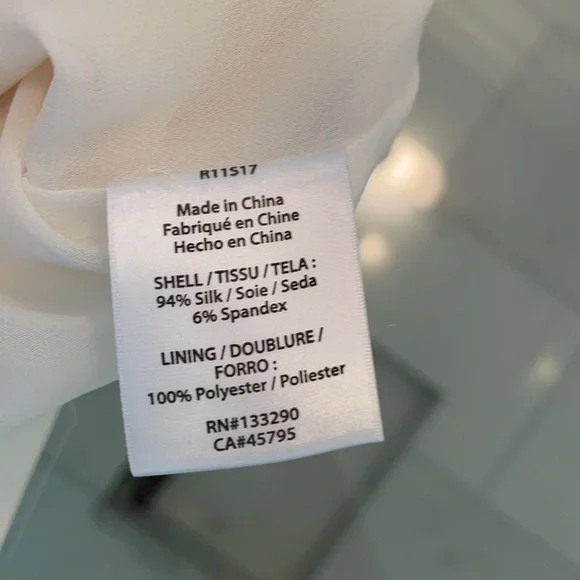 R11517
Made in China
Fabriqué en Chine
Hecho en China
SHELL / TISSU / TELA :
94% Silk / Soie / Seda
6% Spandex
LINING / DOUBLURE /
FORRO :
100% Polyester / Poliester
RN#133290
CA#45795